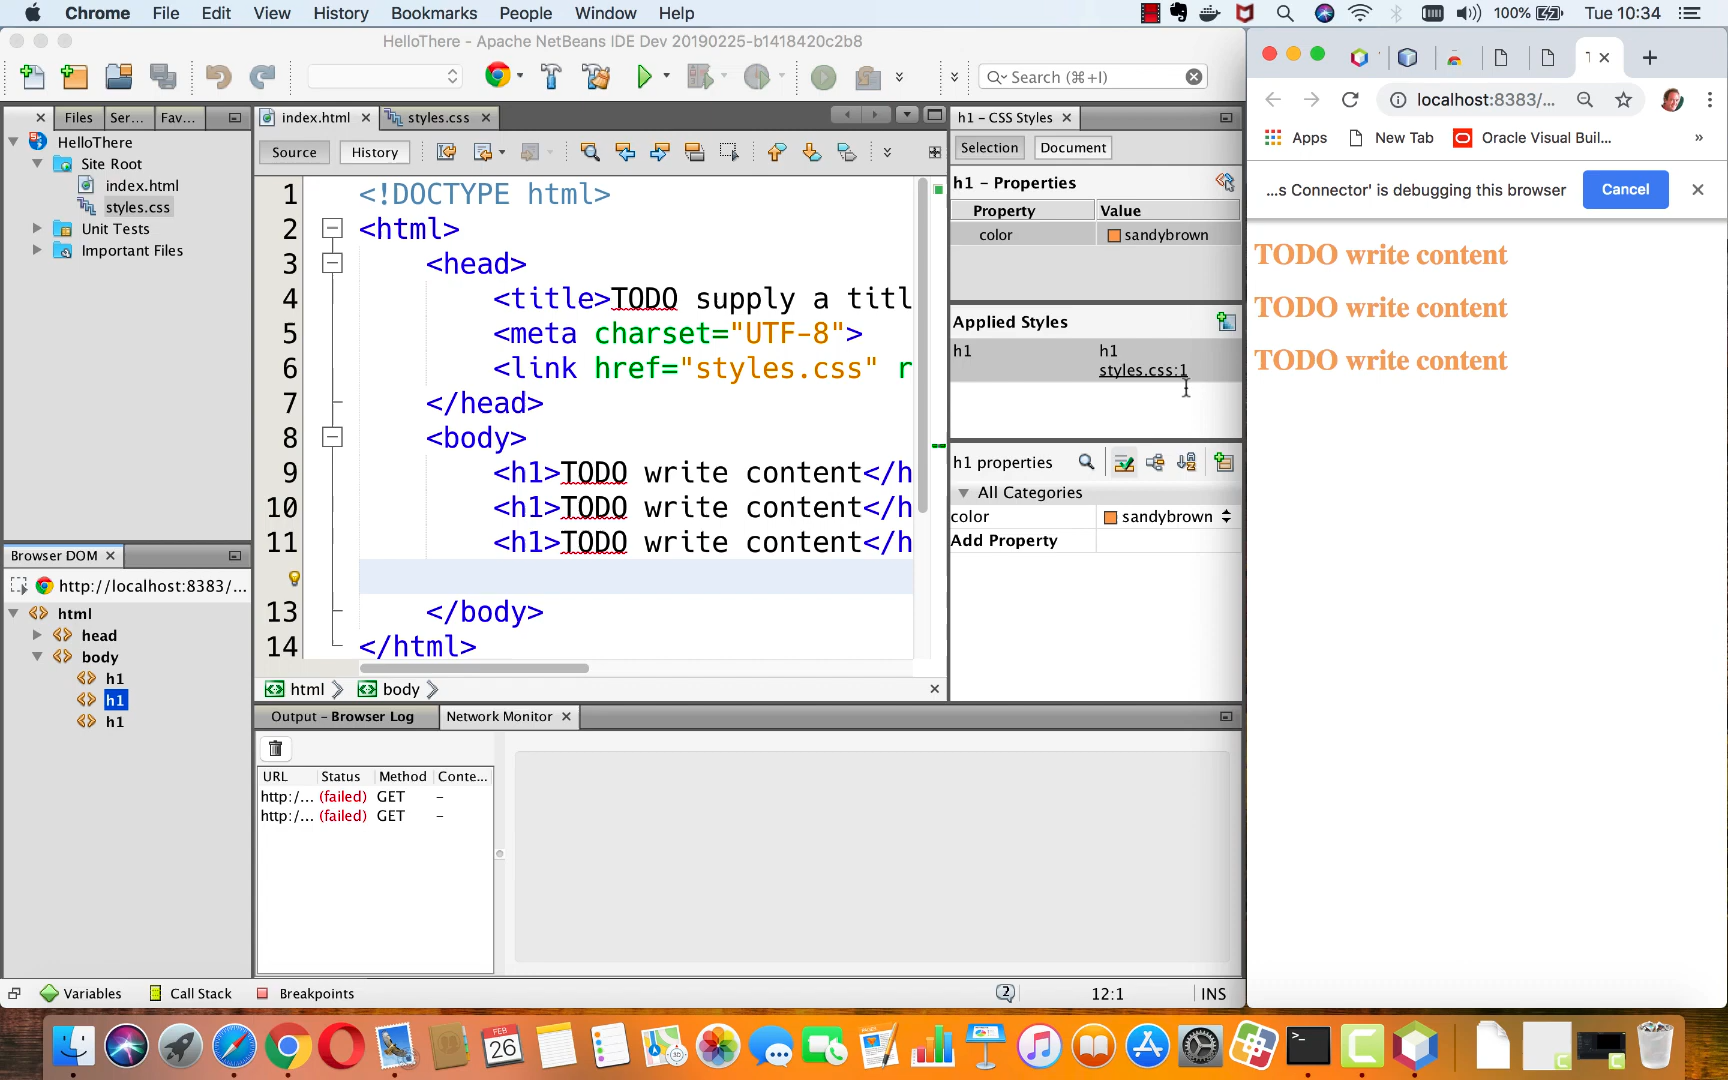 Chrome File Edit View History Bookmarks People Window Help
100% Tue 10:34
HelloThere - Apache NetBeans IDE Dev 20190225-b1418420c2b8
Search (⌘+I)
Files Ser... Fav...
HelloThere
Site Root
index.html
styles.css
Unit Tests
Important Files
Browser DOM
http://localhost:8383/...
html
head
body
h1
h1
h1
index.html styles.css
Source History
1 <!DOCTYPE html>
2 <html>
3 <head>
4 <title>TODO supply a titl
5 <meta charset="UTF-8">
6 <link href="styles.css" r
7 </head>
8 <body>
9 <h1>TODO write content</h
10 <h1>TODO write content</h
11 <h1>TODO write content</h
13 </body>
14 </html>
html body
Output - Browser Log Network Monitor
URL Status Method Conte...
http:/... (failed) GET -
http:/... (failed) GET -
h1 - CSS Styles
Selection Document
h1 - Properties
Property Value
color sandybrown
Applied Styles
h1 h1
styles.css:1
h1 properties
All Categories
color sandybrown
Add Property
Variables Call Stack Breakpoints
2 12:1 INS
localhost:8383/...
Apps New Tab Oracle Visual Buil... »
...s Connector' is debugging this browser Cancel
TODO write content
TODO write content
TODO write content
FEB
26